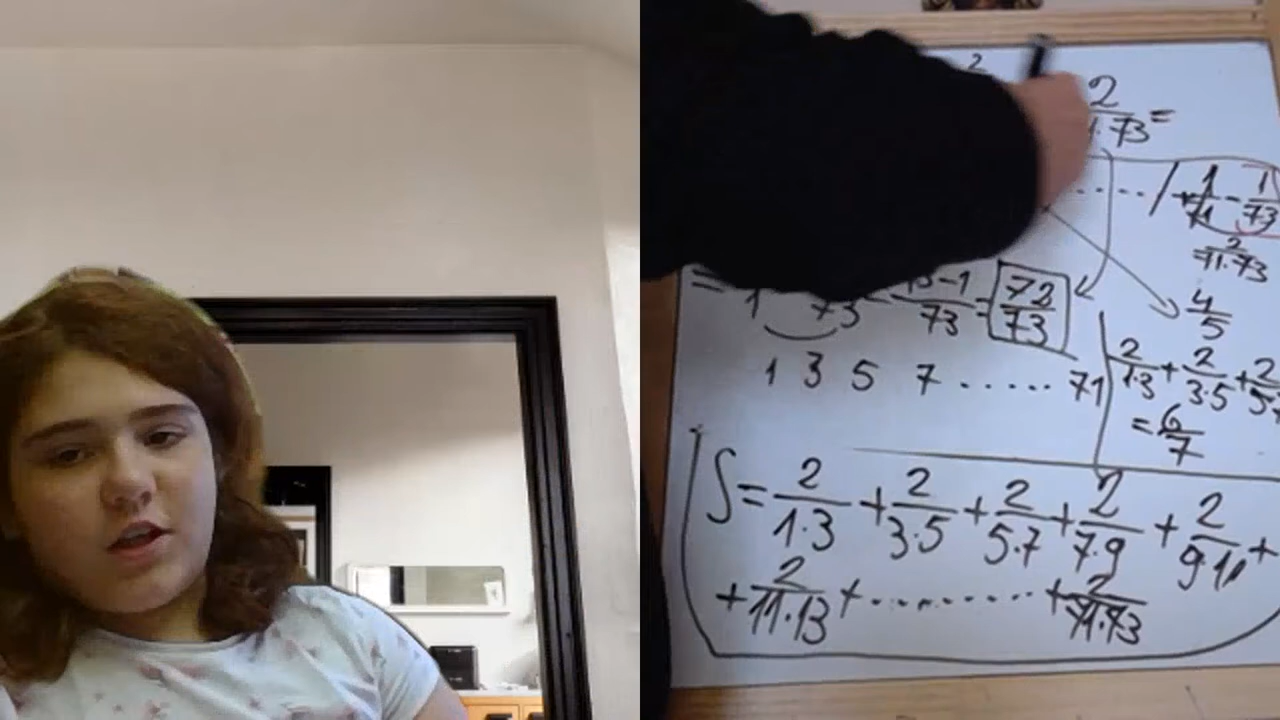 2 2/(1·73) =
...... / + 1/71 - 1/73
2/(71·73)
= 1 73 = (73-1)/73 = 72/73 4/5
1 3 5 7 ...... 71 2/(1·3) + 2/(3·5) + 2/5·
= 6/7
S = 2/(1·3) + 2/(3·5) + 2/(5·7) + 2/(7·9) + 2/(9·11) +
+ 2/(11·13) + .......... + 2/(71·73)